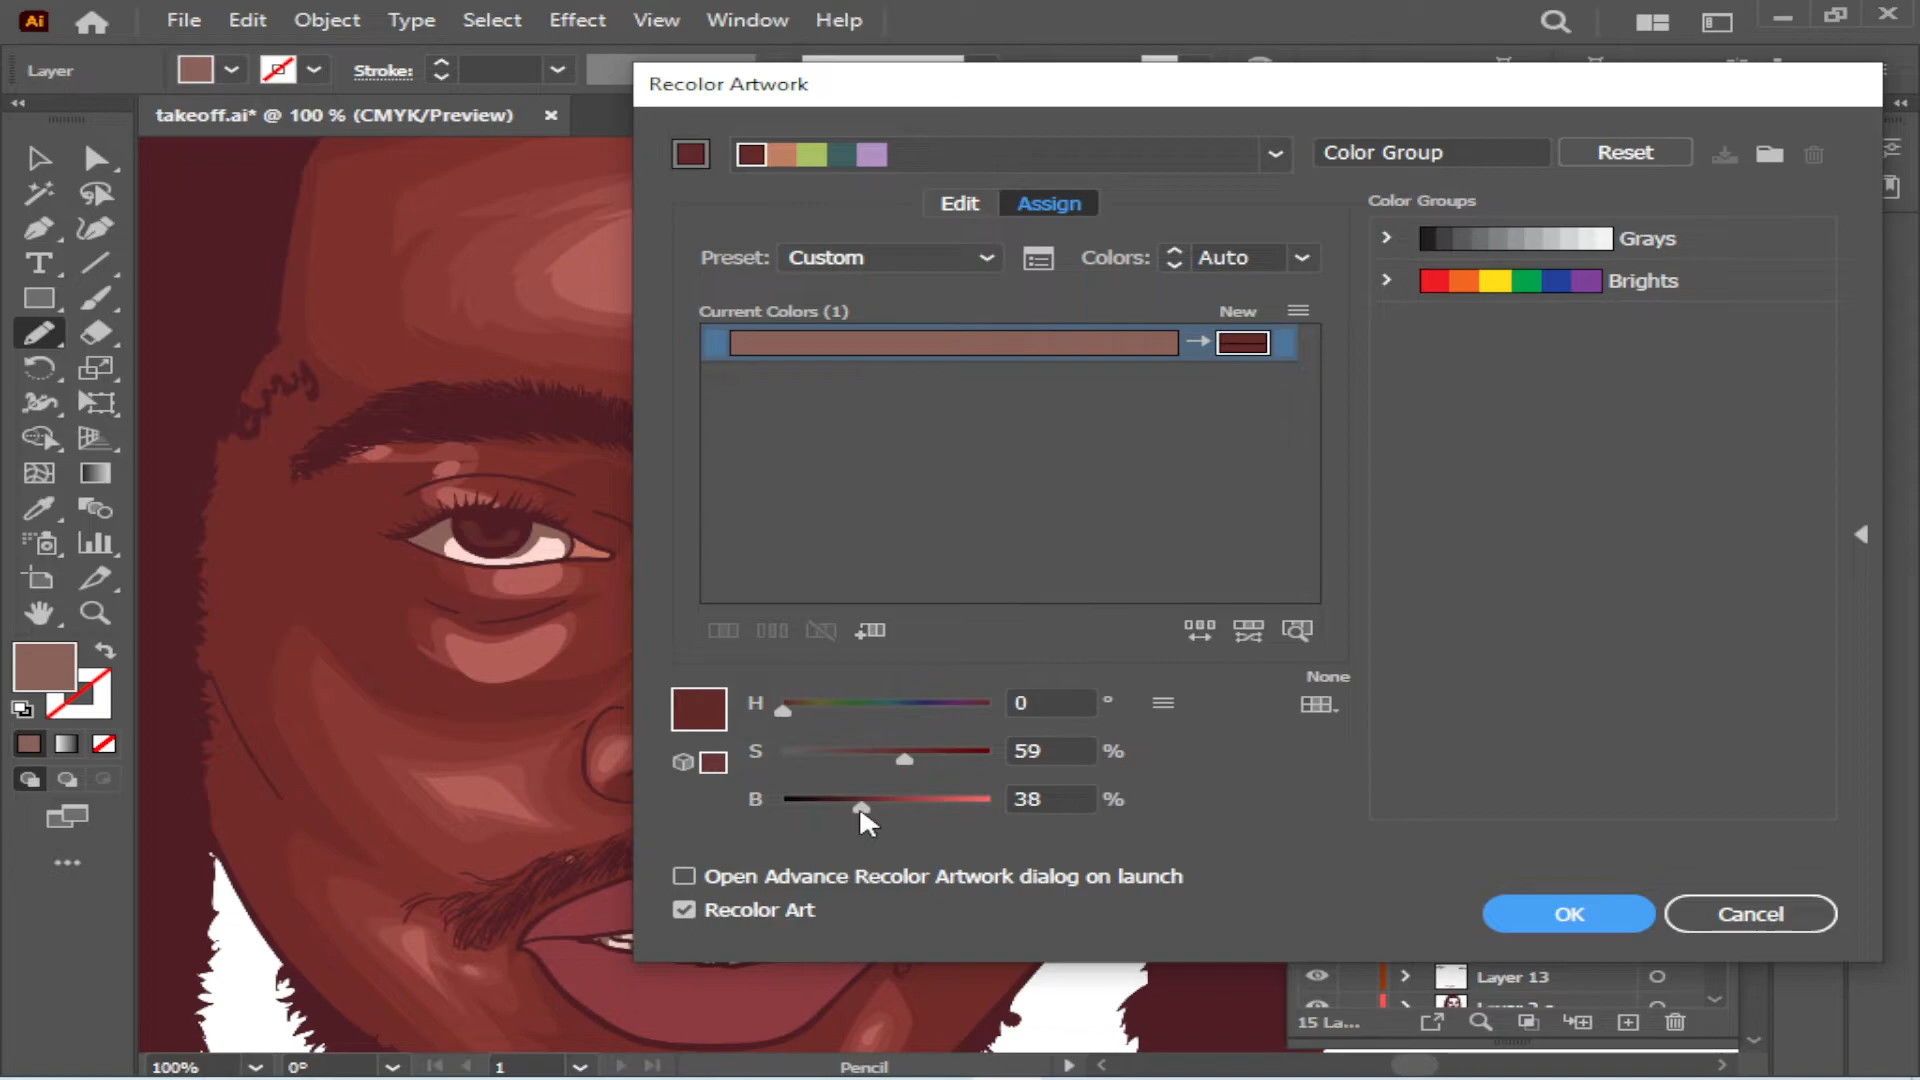 Ai File Edit Object Type Select Effect View Window Help
Layer Stroke:
Recolor Artwork
takeoff.ai* @ 100 % (CMYK/Preview) ×
Color Group Reset
Edit Assign
Color Groups
Preset: Custom Colors: Auto
Grays
Brights
Current Colors (1) New
None
H 0 °
S 59 %
B 38 %
Open Advance Recolor Artwork dialog on launch
Recolor Art
OK Cancel
Layer 13
15 La...
100% 0° 1 Pencil